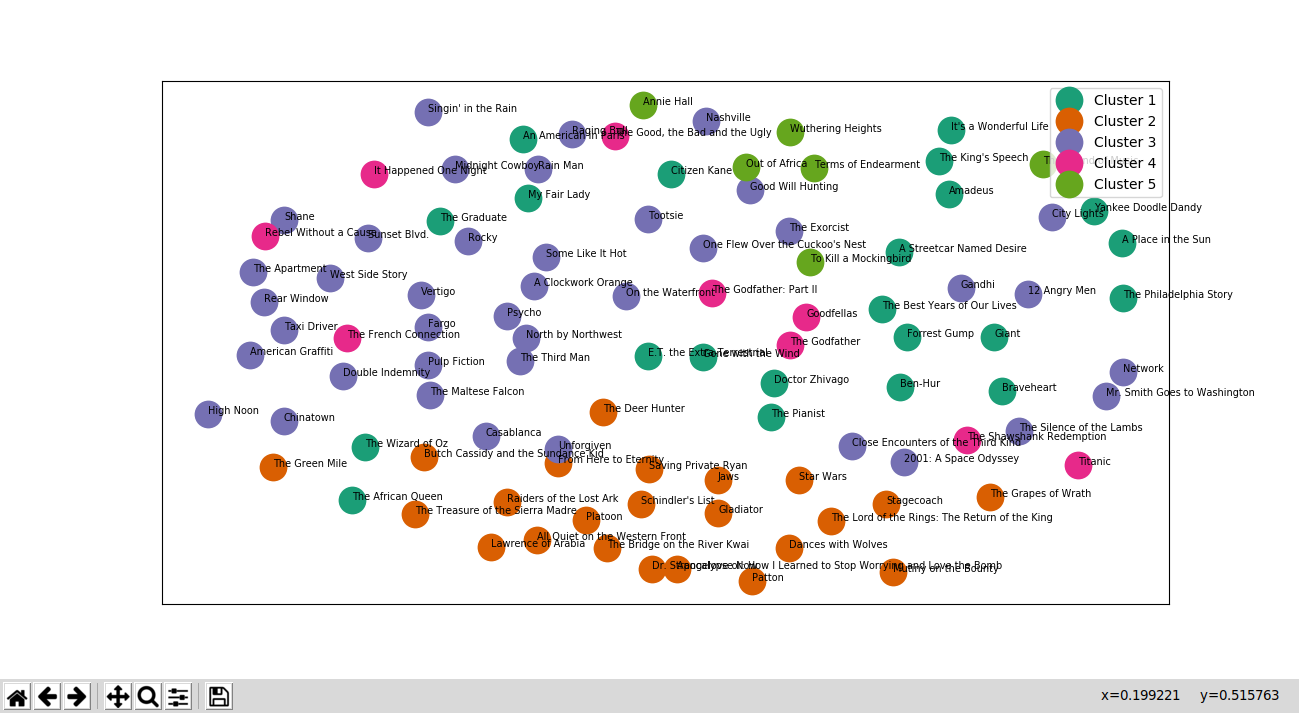 Annie Hall
Singin' in the Rain
Nashville
Raging Bull
The Good, the Bad and the Ugly
Wuthering Heights
It's a Wonderful Life
An American in Paris
Cluster 1
Cluster 2
Cluster 3
Cluster 4
Cluster 5
The King's Speech
Out of Africa
Terms of Endearment
Midnight Cowboy
Rain Man
It Happened One Night
Citizen Kane
Good Will Hunting
Amadeus
My Fair Lady
Yankee Doodle Dandy
City Lights
Shane
The Graduate
Tootsie
The Exorcist
Rebel Without a Cause
Sunset Blvd.
Rocky
A Place in the Sun
One Flew Over the Cuckoo's Nest
A Streetcar Named Desire
Some Like It Hot
To Kill a Mockingbird
The Apartment
West Side Story
A Clockwork Orange
Gandhi
The Godfather: Part II
On the Waterfront
Vertigo
12 Angry Men
The Philadelphia Story
Rear Window
The Best Years of Our Lives
Psycho
Goodfellas
Taxi Driver
Fargo
The French Connection
North by Northwest
Forrest Gump
Giant
The Godfather
American Graffiti
E.T. the Extra-Terrestrial
Gone with the Wind
The Third Man
Pulp Fiction
Double Indemnity
Network
Doctor Zhivago
Ben-Hur
Braveheart
The Maltese Falcon
Mr. Smith Goes to Washington
The Deer Hunter
High Noon
The Pianist
Chinatown
The Silence of the Lambs
Casablanca
The Shawshank Redemption
The Wizard of Oz
Unforgiven
Close Encounters of the Third Kind
Butch Cassidy and the Sundance Kid
From Here to Eternity
2001: A Space Odyssey
Titanic
The Green Mile
Saving Private Ryan
Jaws
Star Wars
The African Queen
The Grapes of Wrath
Raiders of the Lost Ark
Schindler's List
Stagecoach
The Treasure of the Sierra Madre
Gladiator
Platoon
The Lord of the Rings: The Return of the King
All Quiet on the Western Front
Lawrence of Arabia
The Bridge on the River Kwai
Dances with Wolves
Dr. Strangelove or: How I Learned to Stop Worrying and Love the Bomb
Apocalypse Now
Mutiny on the Bounty
Patton
x=0.199221 y=0.515763